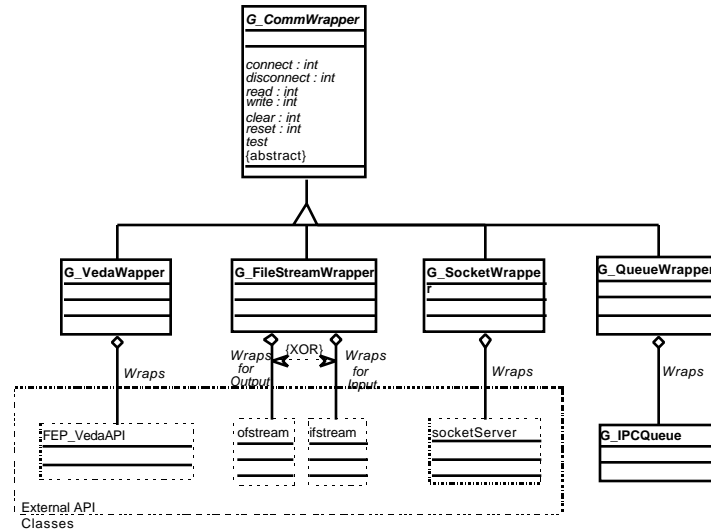 G_CommWrapper
connect : int
disconnect : int
read : int
write : int
clear : int
reset : int
test
{abstract}
G_VedaWapper
G_FileStreamWrapper
G_SocketWrappe
r
G_QueueWrapper
Wraps
Wraps
for
Output
{XOR}
Wraps
for
Input
Wraps
Wraps
FEP_VedaAPI
ofstream
ifstream
socketServer
G_IPCQueue
External API
Classes